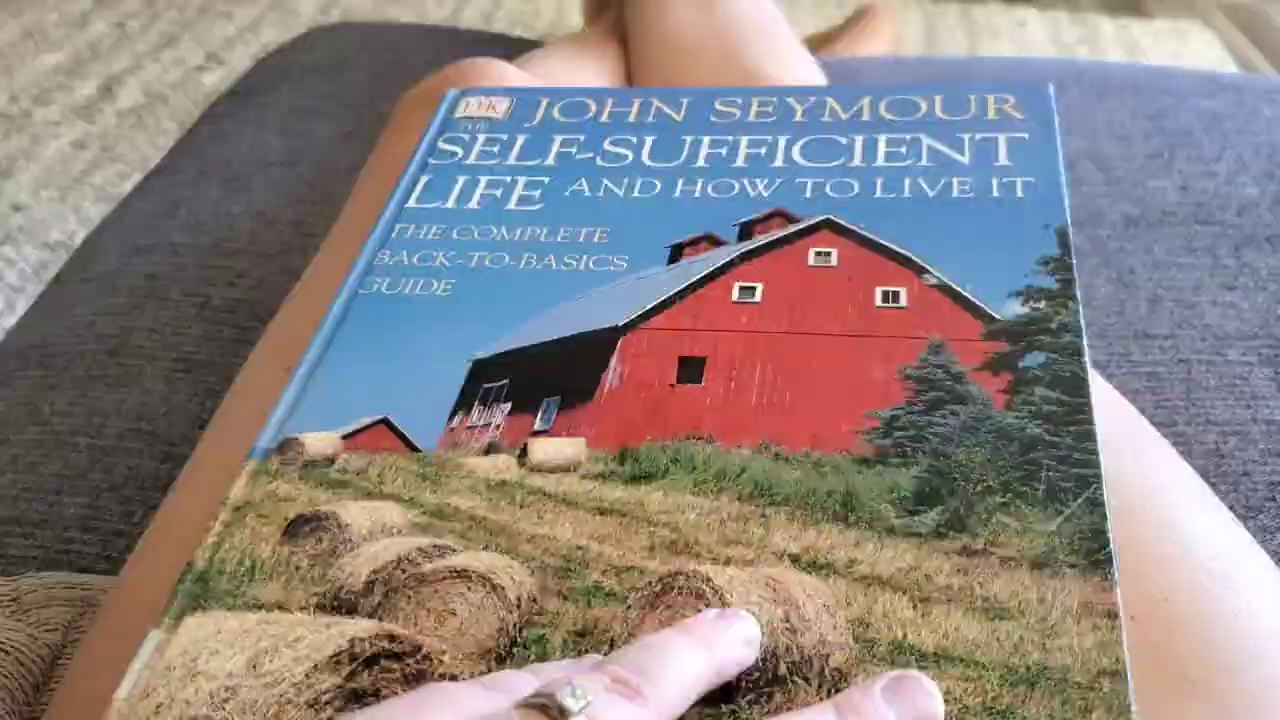 DK JOHN SEYMOUR
THE
SELF-SUFFICIENT
LIFE AND HOW TO LIVE IT
THE COMPLETE
BACK-TO-BASICS
GUIDE